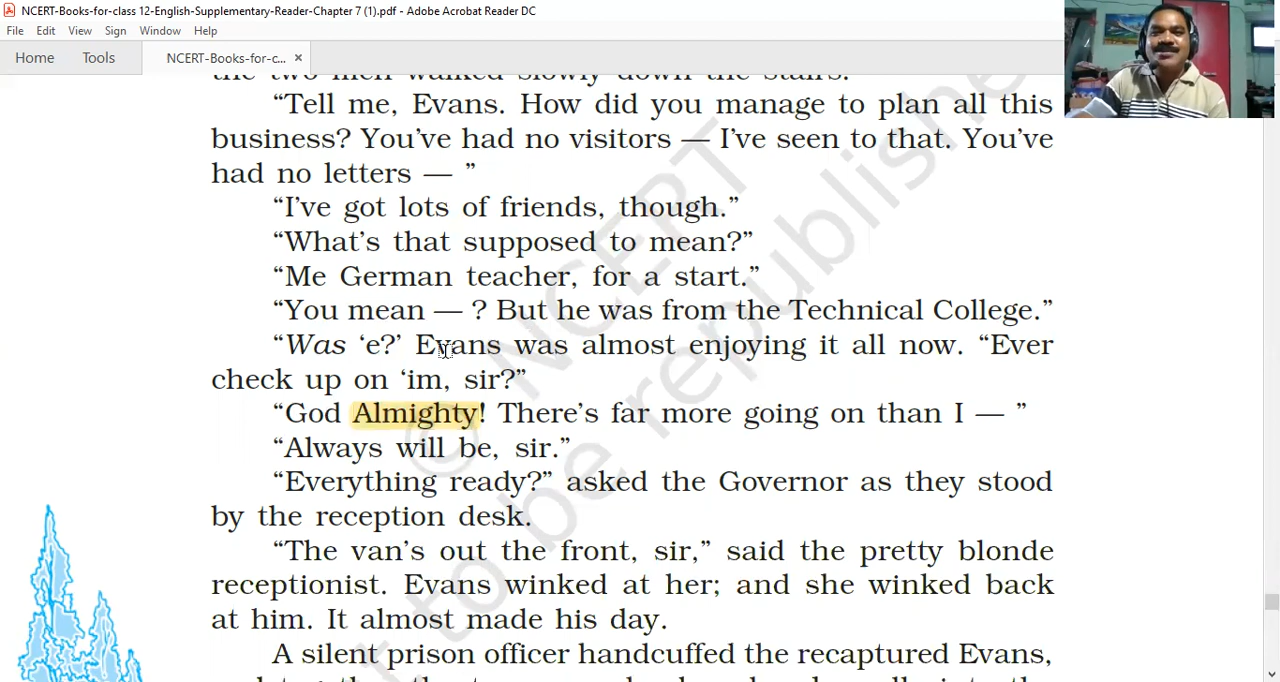 NCERT-Books-for-class 12-English-Supplementary-Reader-Chapter 7 (1).pdf - Adobe Acrobat Reader DC
File Edit View Sign Window Help
Home Tools NCERT-Books-for-c... ×
the two men walked slowly down the stairs.
“Tell me, Evans. How did you manage to plan all this
business? You’ve had no visitors — I’ve seen to that. You’ve
had no letters — ”
“I’ve got lots of friends, though.”
“What’s that supposed to mean?”
“Me German teacher, for a start.”
“You mean — ? But he was from the Technical College.”
“Was ‘e?’ Evans was almost enjoying it all now. “Ever
check up on ‘im, sir?”
“God Almighty! There’s far more going on than I — ”
“Always will be, sir.”
“Everything ready?” asked the Governor as they stood
by the reception desk.
“The van’s out the front, sir,” said the pretty blonde
receptionist. Evans winked at her; and she winked back
at him. It almost made his day.
A silent prison officer handcuffed the recaptured Evans,
© NCERT
not to be republished